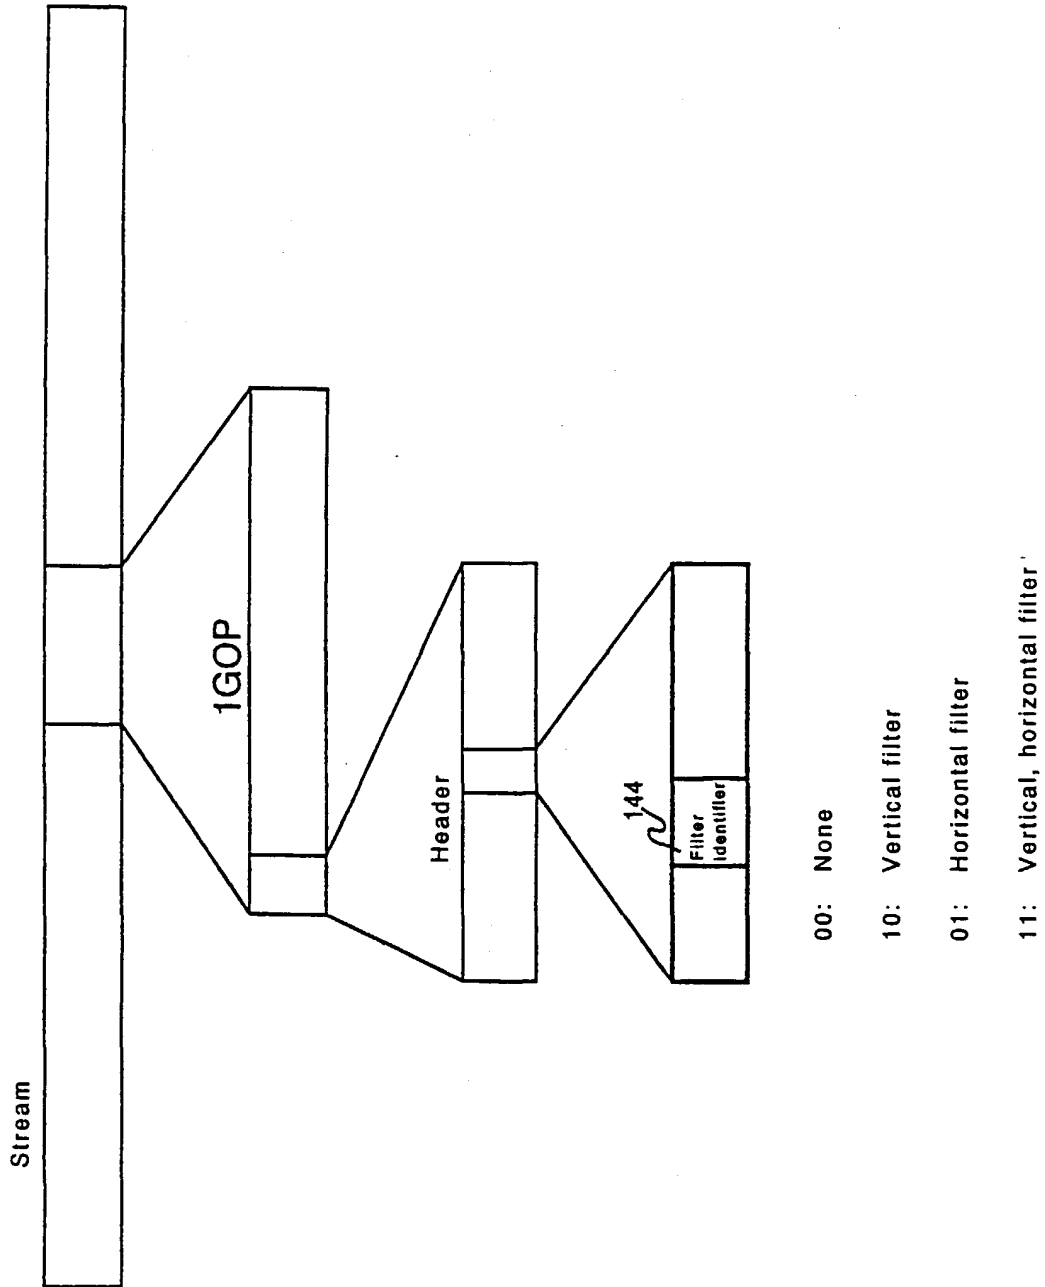 Stream
1GOP
Header
144
Filter
identifier
00: None
10: Vertical filter
01: Horizontal filter
11: Vertical, horizontal filter